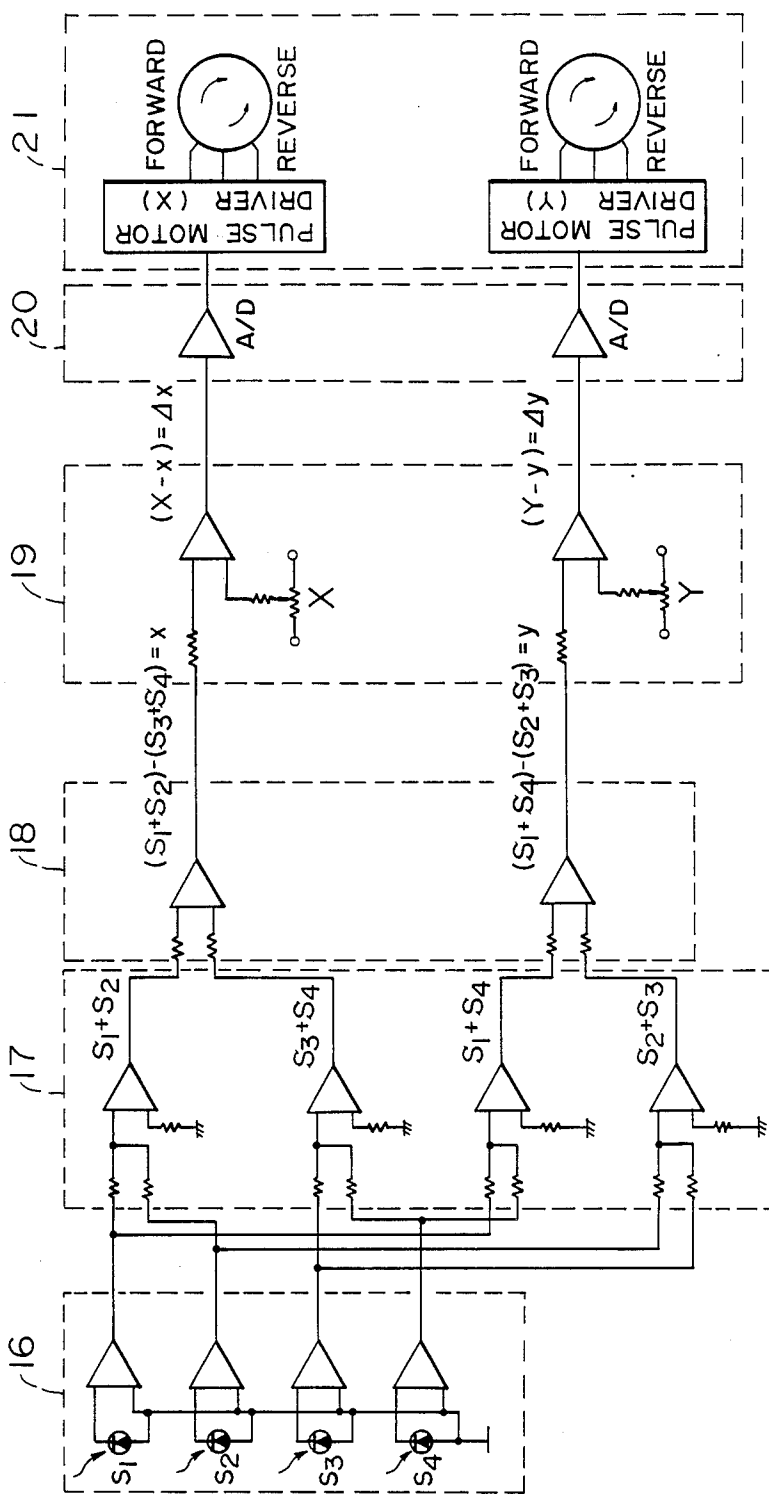 16
17
18
19
20
21
S1
S2
S3
S4
S1+S2
S3+S4
S1+S4
S2+S3
(S1+S2)-(S3+S4)=x
(S1+S4)-(S2+S3)=y
X
Y
(X-x)=Δx
(Y-y)=Δy
A/D
A/D
PULSE MOTOR
DRIVER (X)
FORWARD
REVERSE
PULSE MOTOR
DRIVER (Y)
FORWARD
REVERSE